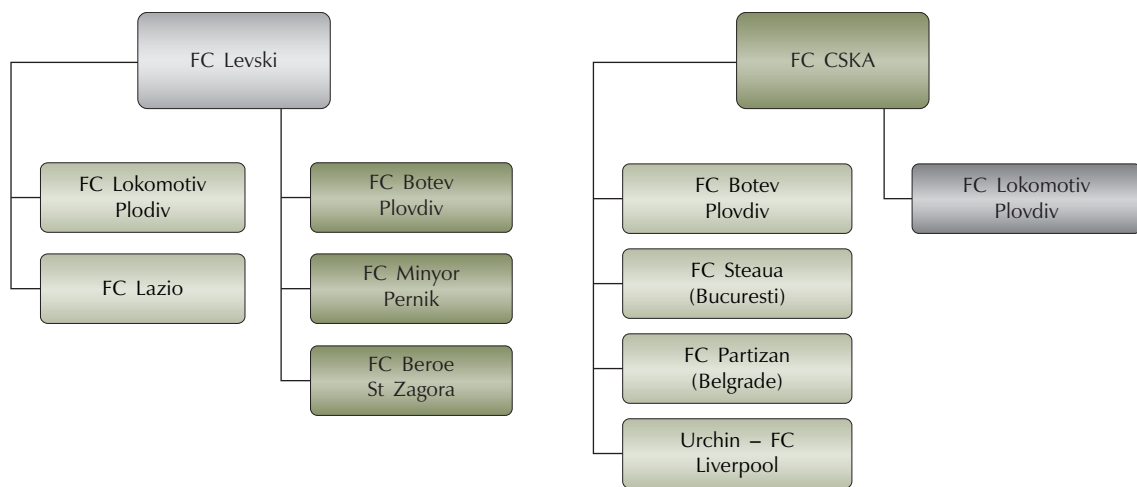 FC Levski
FC Lokomotiv
Plodiv
FC Lazio
FC Botev
Plovdiv
FC Minyor
Pernik
FC Beroe
St Zagora
FC CSKA
FC Botev
Plovdiv
FC Steaua
(Bucuresti)
FC Partizan
(Belgrade)
Urchin – FC
Liverpool
FC Lokomotiv
Plovdiv